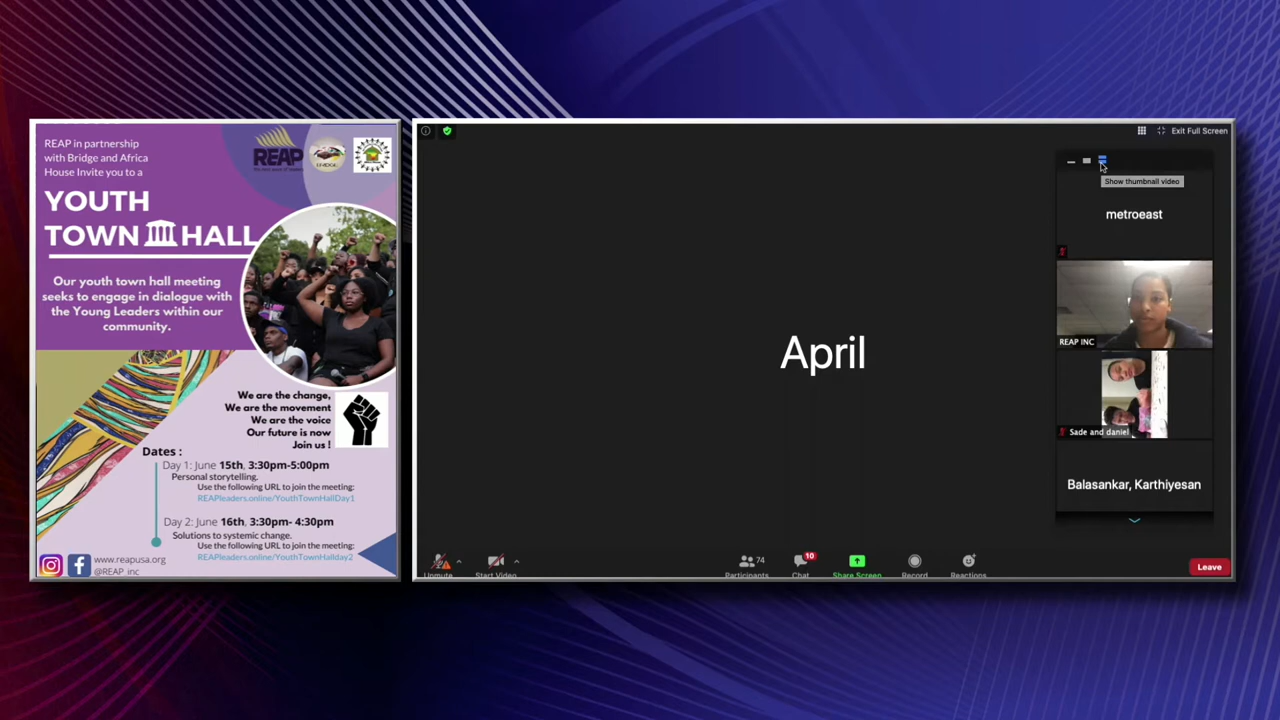 REAP in partnership
with Bridge and Africa
House Invite you to a
REAP
YOUTH
TOWN HALL
Our youth town hall meeting
seeks to engage in dialogue with
the Young Leaders within our
community.
We are the change,
We are the movement
We are the voice
Our future is now
Join us !
Dates :
Day 1: June 15th, 3:30pm-5:00pm
Personal storytelling.
Use the following URL to join the meeting:
REAPleaders.online/YouthTownHallDay1
Day 2: June 16th, 3:30pm- 4:30pm
Solutions to systemic change.
Use the following URL to join the meeting:
REAPleaders.online/YouthTownHallday2
www.reapusa.org
@REAP_inc
Exit Full Screen
Show thumbnail video
metroeast
REAP INC
Sade and daniel
Balasankar, Karthiyesan
April
Unmute
Start Video
74
Participants
10
Chat
Share Screen
Record
Reactions
Leave